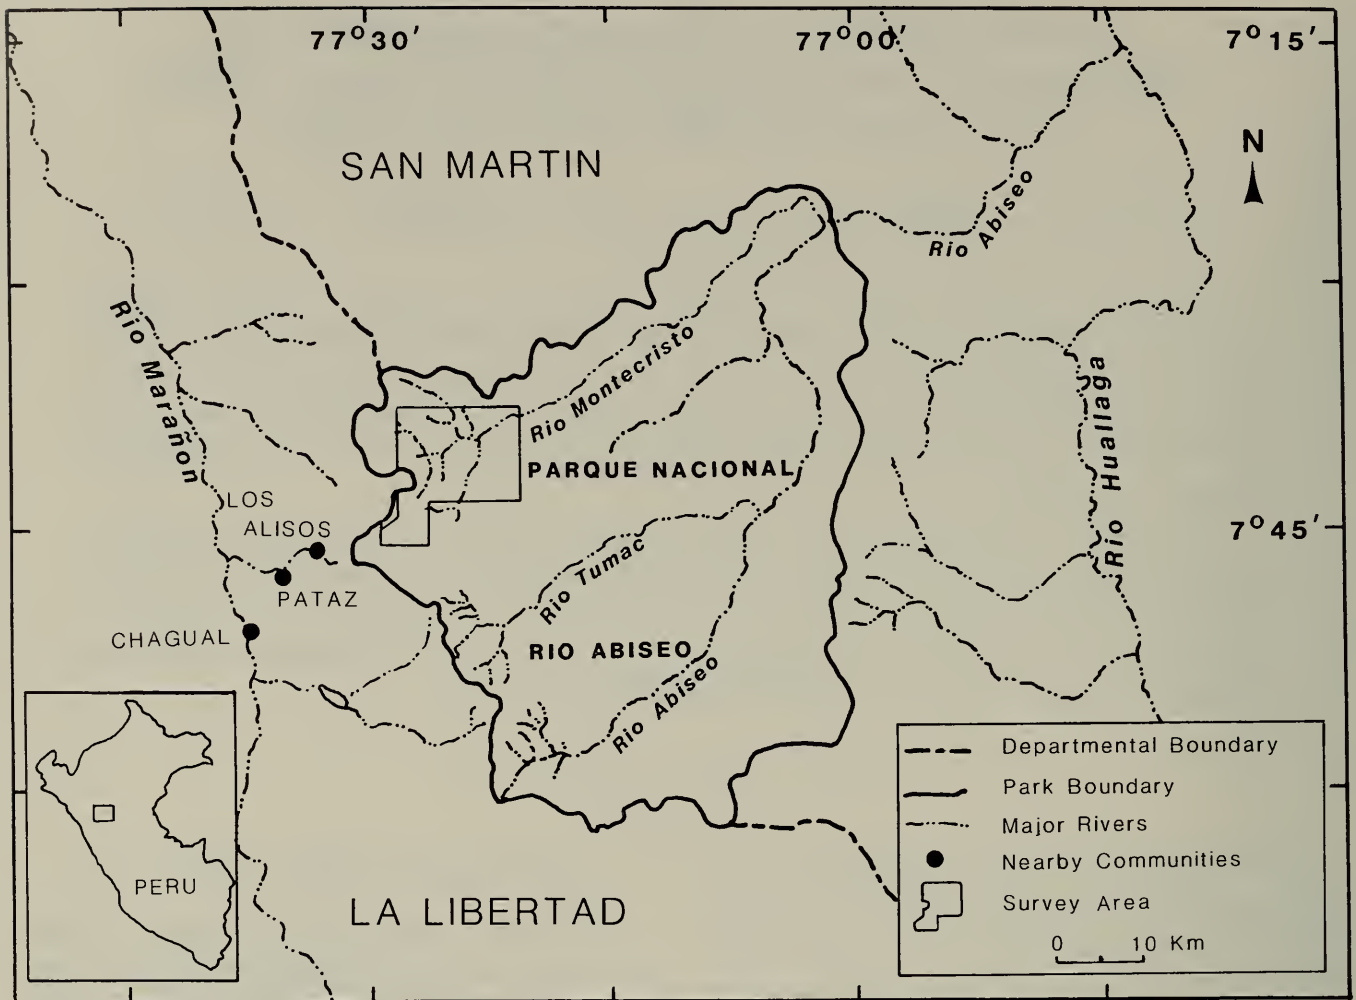 77°30′
77°00′
7°15′
SAN MARTIN
N
Rio Abiseo
Rio Marañon
Rio Montecristo
Rio Huallaga
PARQUE NACIONAL
LOS
ALISOS
7°45′
PATAZ
Rio Tumac
CHAGUAL
RIO ABISEO
Rio Abiseo
PERU
LA LIBERTAD
Departmental Boundary
Park Boundary
Major Rivers
Nearby Communities
Survey Area
0 10 Km